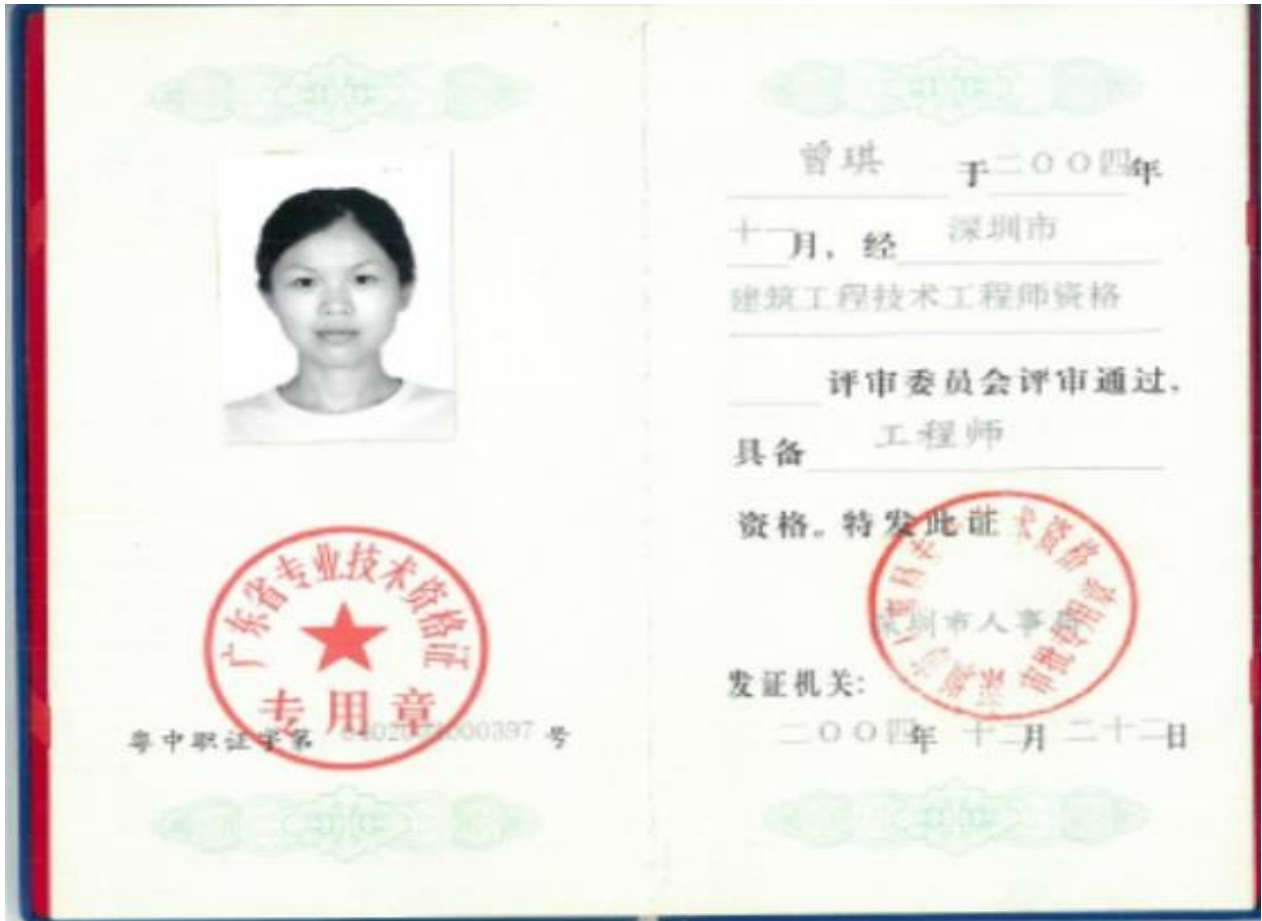 广东省专业技术资格证
专用章
粤中职证字第 号
曾琪 于二〇〇四年
十一月,经 深圳市
建筑工程技术工程师资格
评审委员会评审通过,
具备 工程师
资格。特发此证
深圳市人事局
发证机关:
二〇〇四年 十二月 二十二日